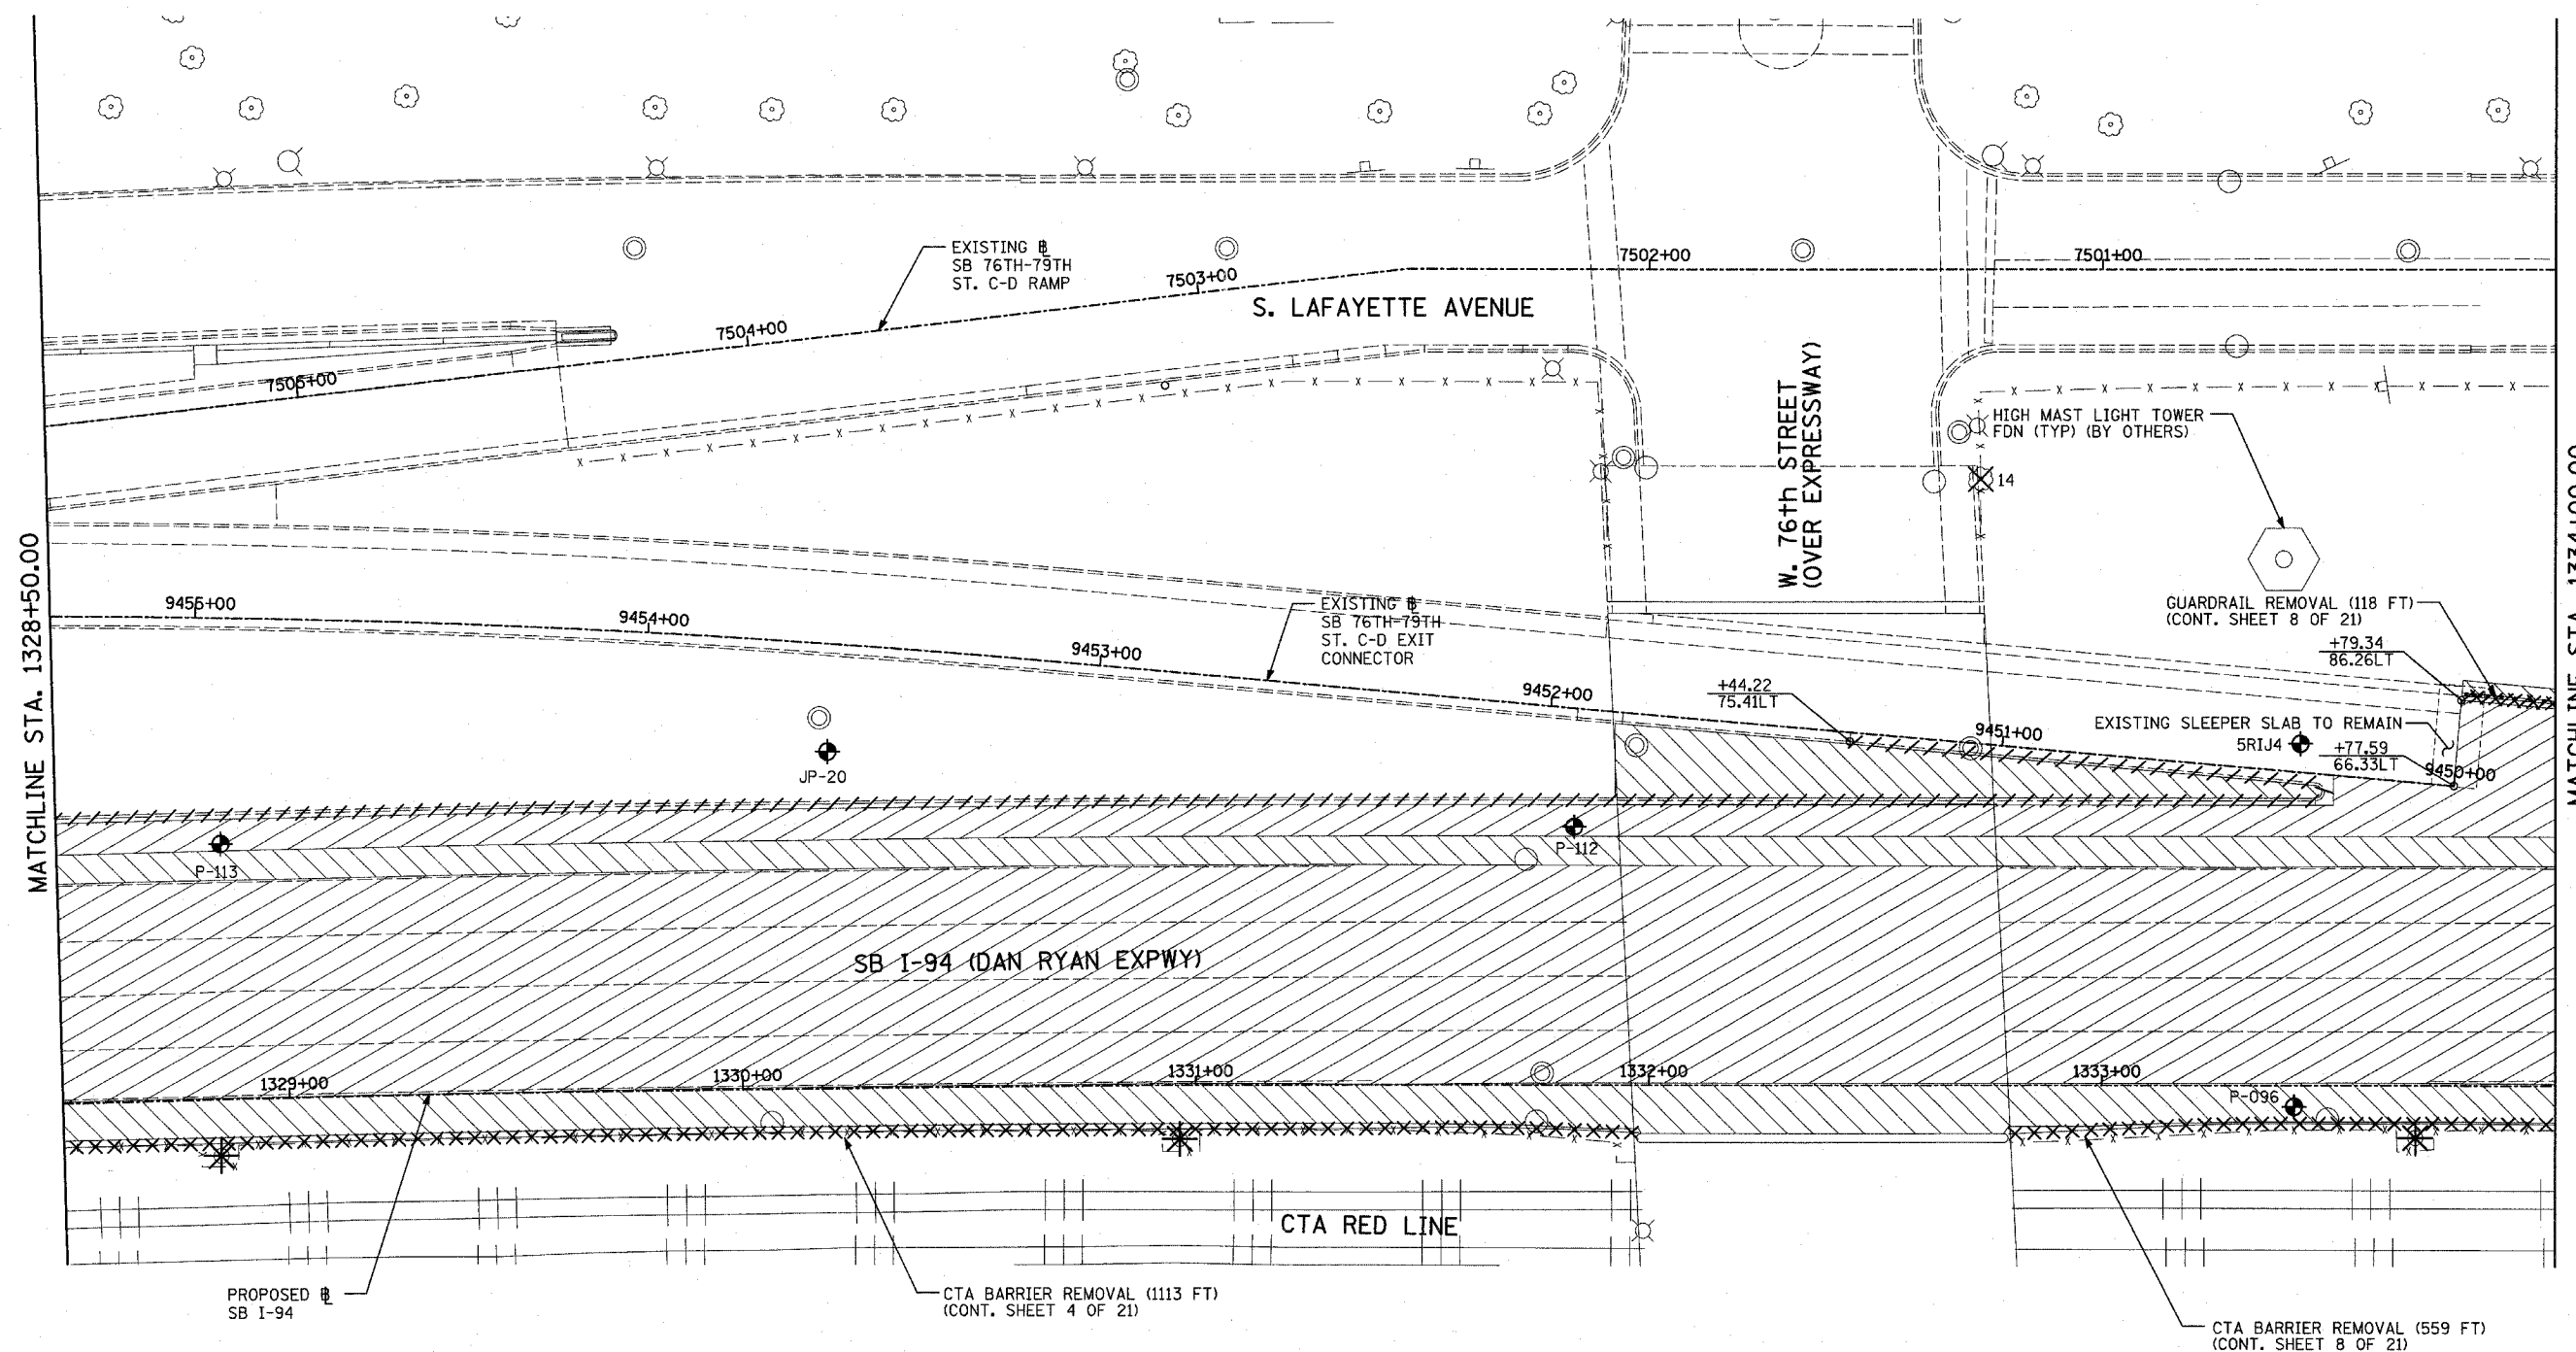 EXISTING ⅊
SB 76TH-79TH
ST. C-D RAMP
7502+00
7501+00
7503+00
S. LAFAYETTE AVENUE
7504+00
7505+00
W. 76th STREET
(OVER EXPRESSWAY)
HIGH MAST LIGHT TOWER
FDN (TYP) (BY OTHERS)
14
MATCHLINE STA. 1328+50.00
MATCHLINE STA. 1334+00.00
9455+00
9454+00
9453+00
EXISTING ⅊
SB 76TH-79TH
ST. C-D EXIT
CONNECTOR
GUARDRAIL REMOVAL (118 FT)
(CONT. SHEET 8 OF 21)
+79.34
86.26LT
9452+00
+44.22
75.41LT
EXISTING SLEEPER SLAB TO REMAIN
9451+00
5RIJ4
+77.59
66.33LT
9450+00
JP-20
P-113
P-112
SB I-94 (DAN RYAN EXPWY)
1329+00
1330+00
1331+00
1332+00
1333+00
P-096
CTA RED LINE
PROPOSED ⅊
SB I-94
CTA BARRIER REMOVAL (1113 FT)
(CONT. SHEET 4 OF 21)
CTA BARRIER REMOVAL (559 FT)
(CONT. SHEET 8 OF 21)